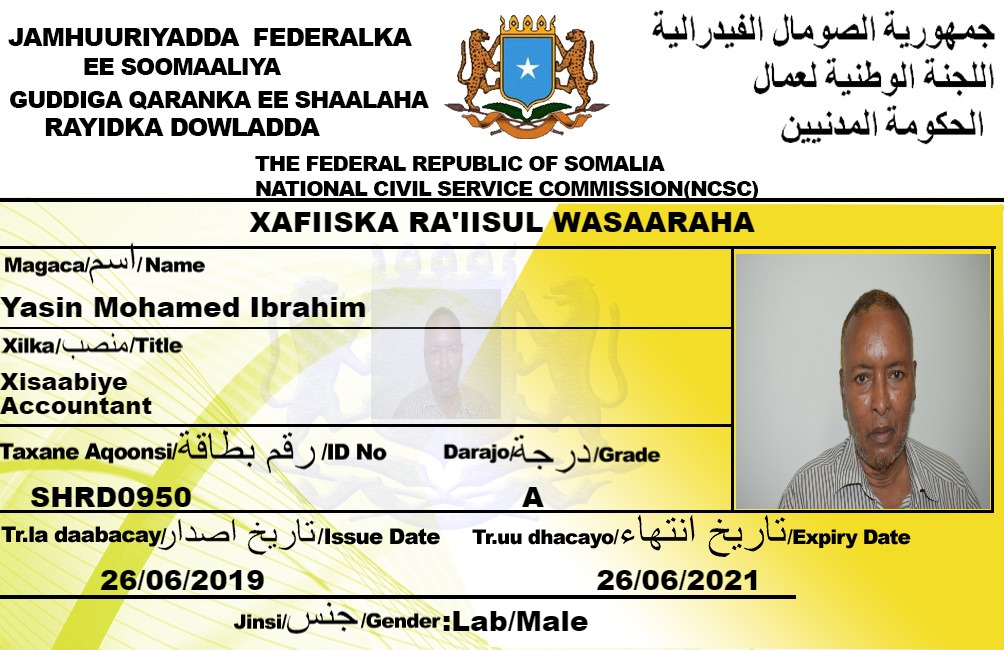 JAMHUURIYADDA FEDERALKA
EE SOOMAALIYA
GUDDIGA QARANKA EE SHAALAHA
RAYIDKA DOWLADDA
جمهورية الصومال الفيدرالية
اللجنة الوطنية لعمال
الحكومة المدنيين
THE FEDERAL REPUBLIC OF SOMALIA
NATIONAL CIVIL SERVICE COMMISSION(NCSC)
XAFIISKA RA'IISUL WASAARAHA
Magaca/اسم/Name
Yasin Mohamed Ibrahim
Xilka/منصب/Title
Xisaabiye
Accountant
Taxane Aqoonsi/رقم بطاقة/ID No
Darajo/درجة/Grade
SHRD0950
A
Tr.la daabacay/تاريخ اصدار/Issue Date
Tr.uu dhacayo/تاريخ انتهاء/Expiry Date
26/06/2019
26/06/2021
Jinsi/جنس/Gender:Lab/Male